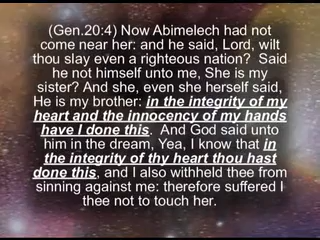 (Gen.20:4) Now Abimelech had not
come near her: and he said, Lord, wilt
thou slay even a righteous nation?  Said
he not himself unto me, She is my
sister? And she, even she herself said,
He is my brother: in the integrity of my
heart and the innocency of my hands
have I done this.  And God said unto
him in the dream, Yea, I know that in
the integrity of thy heart thou hast
done this, and I also withheld thee from
sinning against me: therefore suffered I
thee not to touch her.